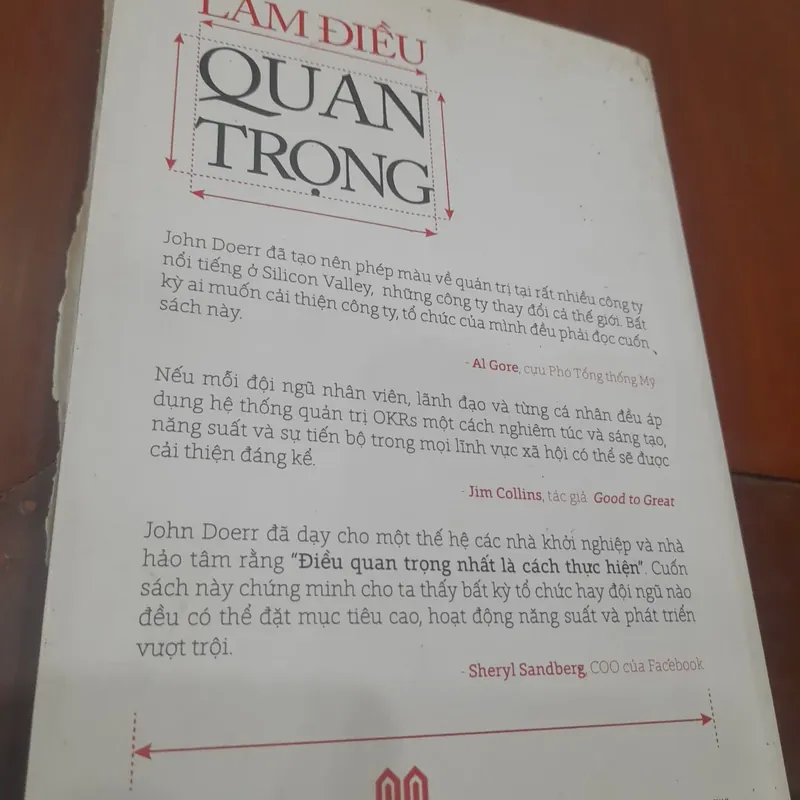 LÀM ĐIỀU
QUAN
TRỌNG
John Doerr đã tạo nên phép màu về quản trị tại rất nhiều công ty
nổi tiếng ở Silicon Valley, những công ty thay đổi cả thế giới. Bất
kỳ ai muốn cải thiện công ty, tổ chức của mình đều phải đọc cuốn
sách này.
- Al Gore, cựu Phó Tổng thống Mỹ
Nếu mỗi đội ngũ nhân viên, lãnh đạo và từng cá nhân đều áp
dụng hệ thống quản trị OKRs một cách nghiêm túc và sáng tạo,
năng suất và sự tiến bộ trong mọi lĩnh vực xã hội có thể sẽ được
cải thiện đáng kể.
- Jim Collins, tác giả Good to Great
John Doerr đã dạy cho một thế hệ các nhà khởi nghiệp và nhà
hảo tâm rằng "Điều quan trọng nhất là cách thực hiện". Cuốn
sách này chứng minh cho ta thấy bất kỳ tổ chức hay đội ngũ nào
đều có thể đặt mục tiêu cao, hoạt động năng suất và phát triển
vượt trội.
- Sheryl Sandberg, COO của Facebook